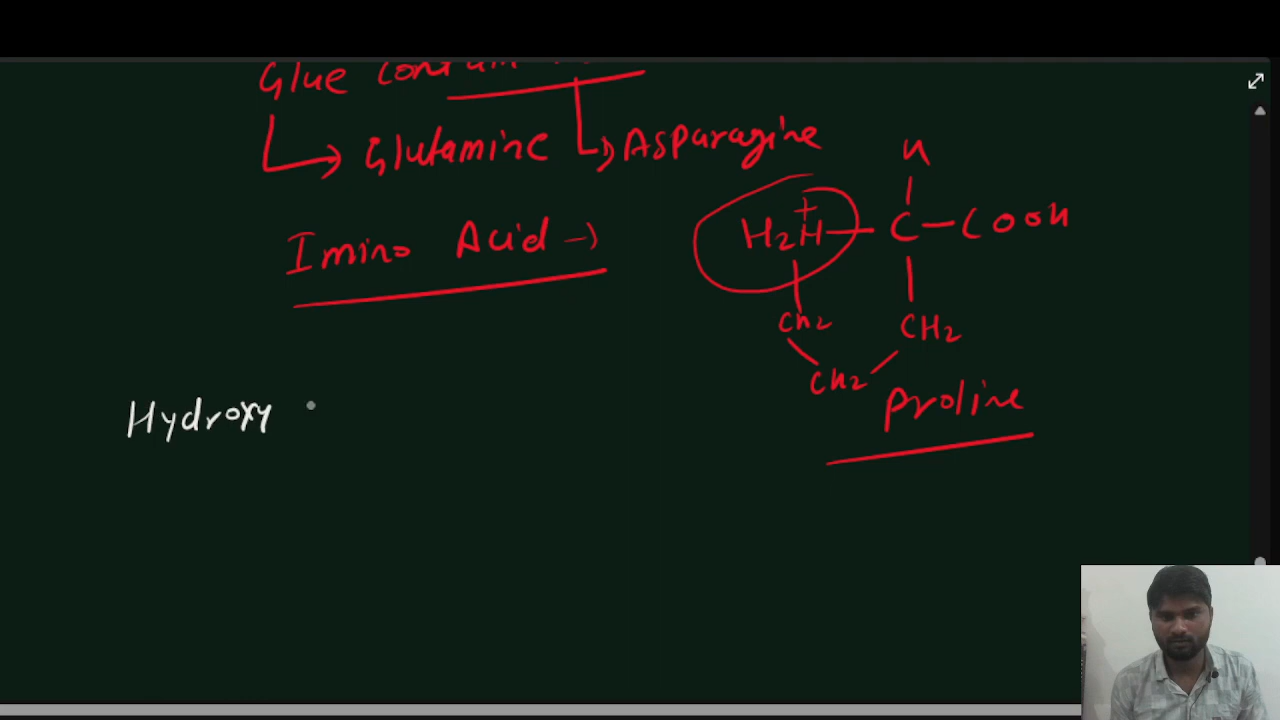 Glue
Glutamine Asparagine
H
Imino Acid → H2N+ - C - COOH
CH2 CH2
CH2
Proline
Hydroxy